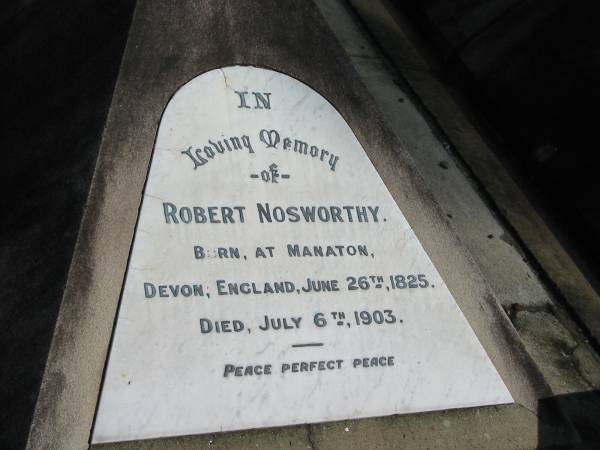 IN
Loving Memory
-OF-
ROBERT NOSWORTHY.
BORN, AT MANATON,
DEVON, ENGLAND, JUNE 26TH, 1825.
DIED, JULY 6TH, 1903.
PEACE PERFECT PEACE